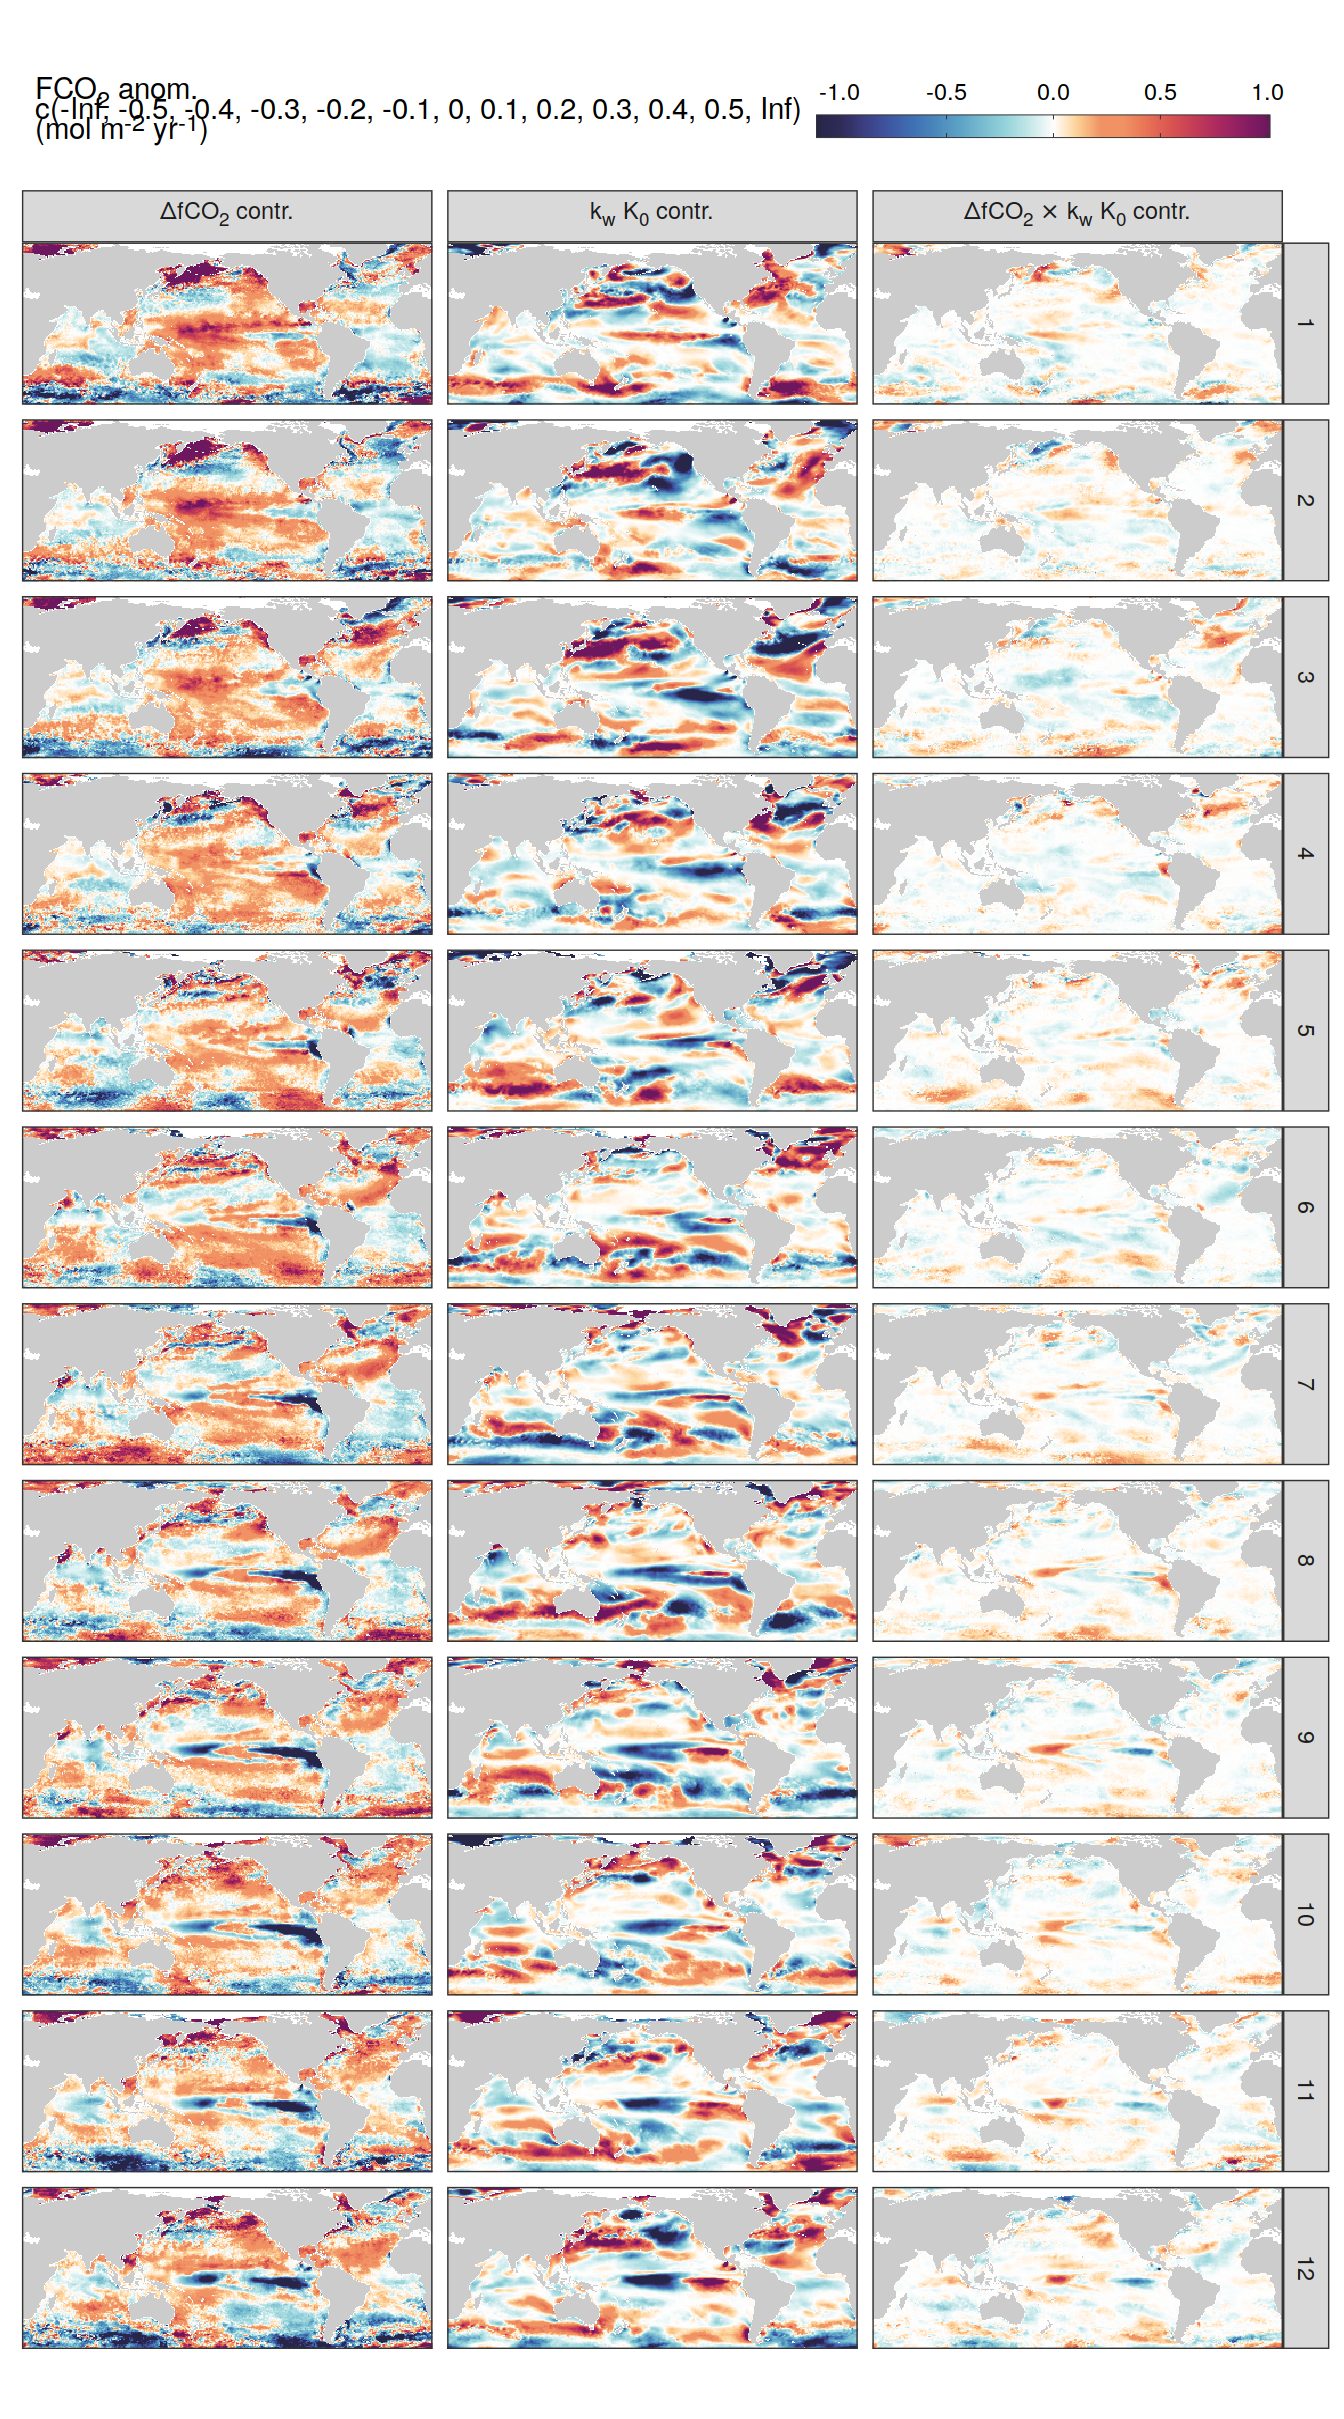 FCO₂ anom.
c(-Inf, -0.5, -0.4, -0.3, -0.2, -0.1, 0, 0.1, 0.2, 0.3, 0.4, 0.5, Inf)
(mol m⁻² yr⁻¹)
-1.0 -0.5 0.0 0.5 1.0
ΔfCO₂ contr.
k_w K₀ contr.
ΔfCO₂ × k_w K₀ contr.
1
2
3
4
5
6
7
8
9
10
11
12